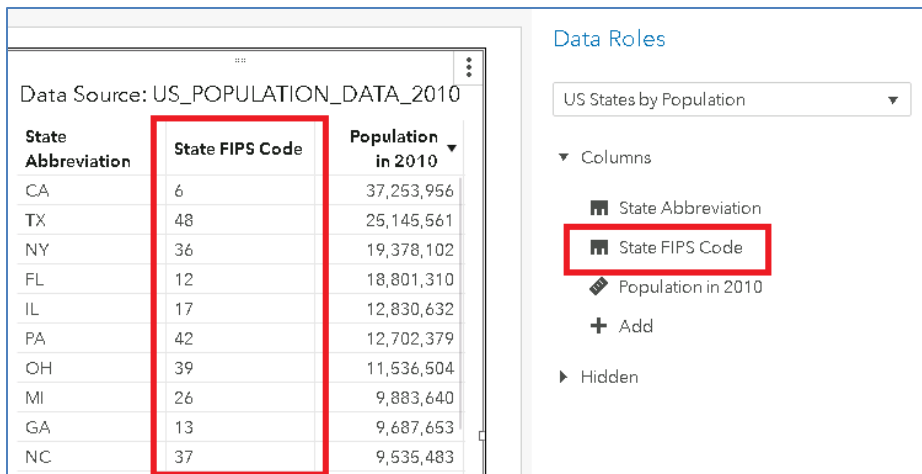 Data Roles
Data Source: US_POPULATION_DATA_2010
US States by Population
State Abbreviation
State FIPS Code
Population in 2010
CA 6 37,253,956
TX 48 25,145,561
NY 36 19,378,102
FL 12 18,801,310
IL 17 12,830,632
PA 42 12,702,379
OH 39 11,536,504
MI 26 9,883,640
GA 13 9,687,653
NC 37 9,535,483
Columns
State Abbreviation
State FIPS Code
Population in 2010
Add
Hidden